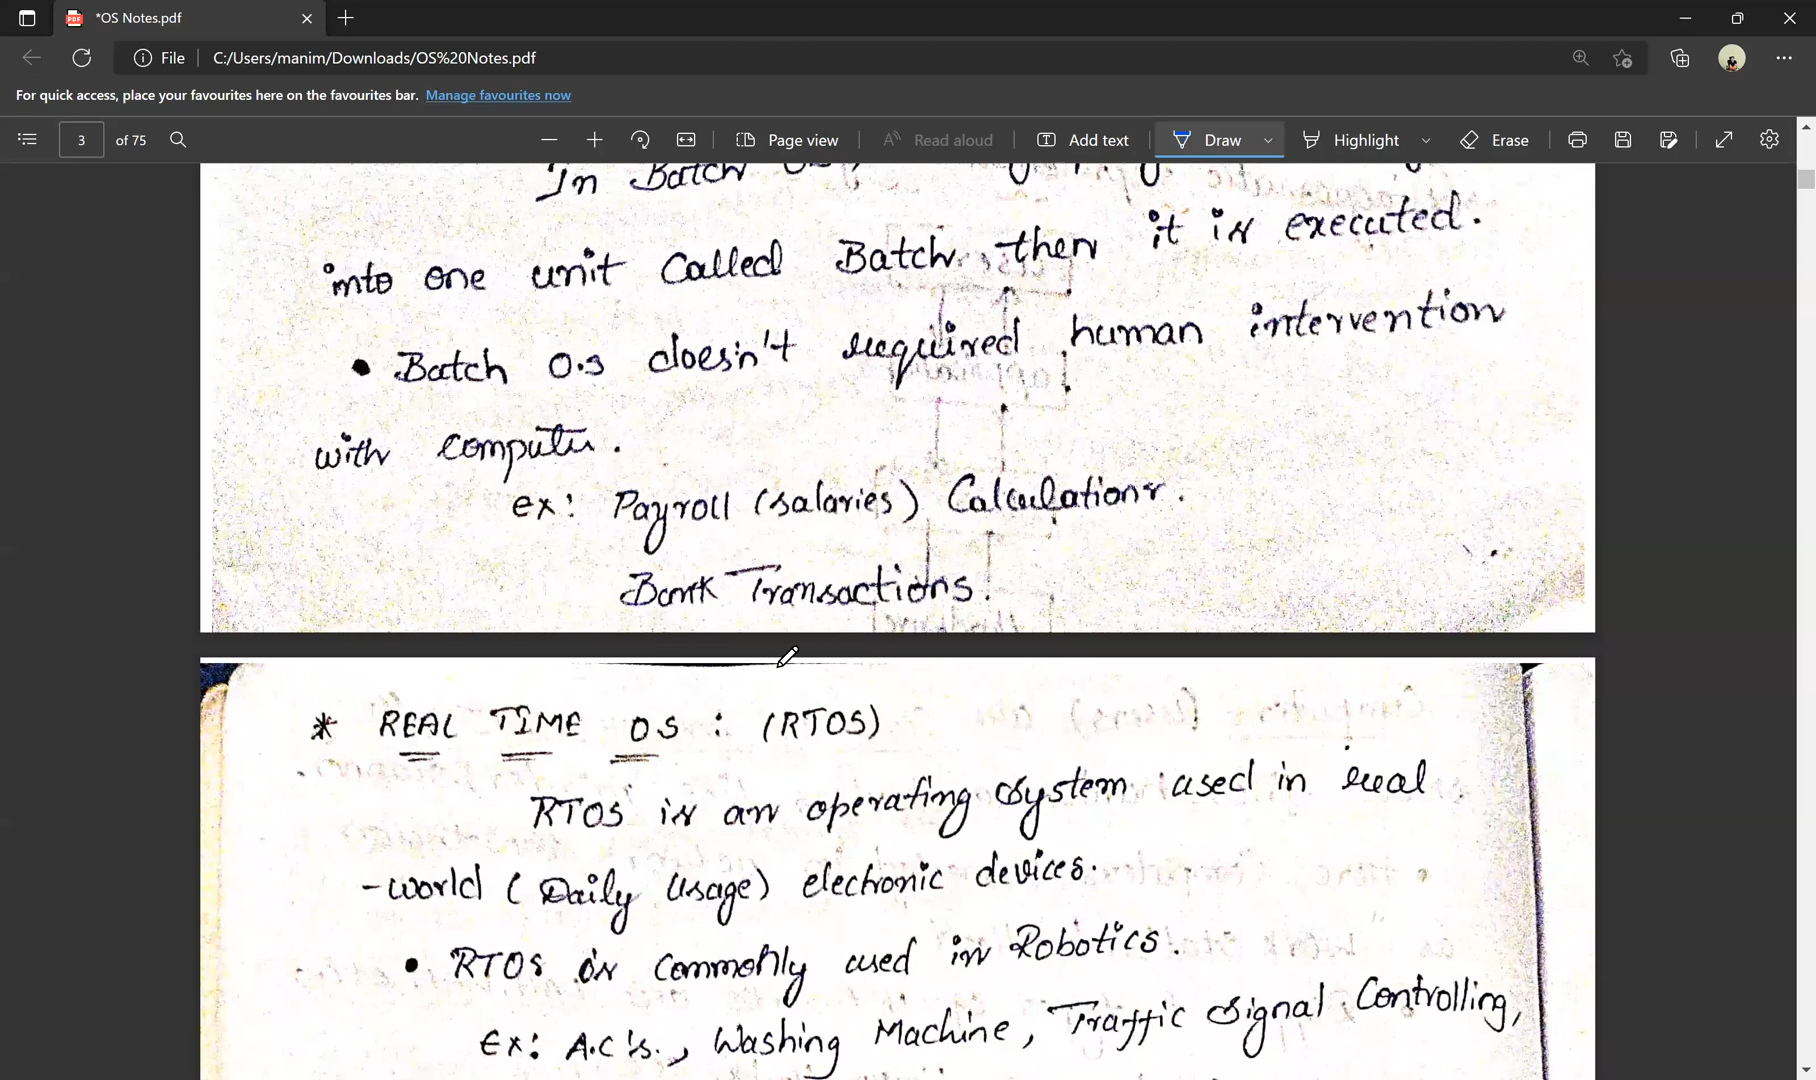 *OS Notes.pdf
File C:/Users/manim/Downloads/OS%20Notes.pdf
For quick access, place your favourites here on the favourites bar. Manage favourites now
3 of 75 Page view Read aloud Add text Draw Highlight Erase
In Batch
into one unit called Batch, then it is executed.
• Batch O.S doesn't required human intervention
with computer.
ex: Payroll (salaries) Calculations.
Bank Transactions.
* REAL TIME OS : (RTOS)
RTOS is an operating system used in real
-world (Daily Usage) electronic devices.
• RTOS is commonly used in Robotics.
Ex: A.C's., Washing Machine, Traffic Signal Controlling,